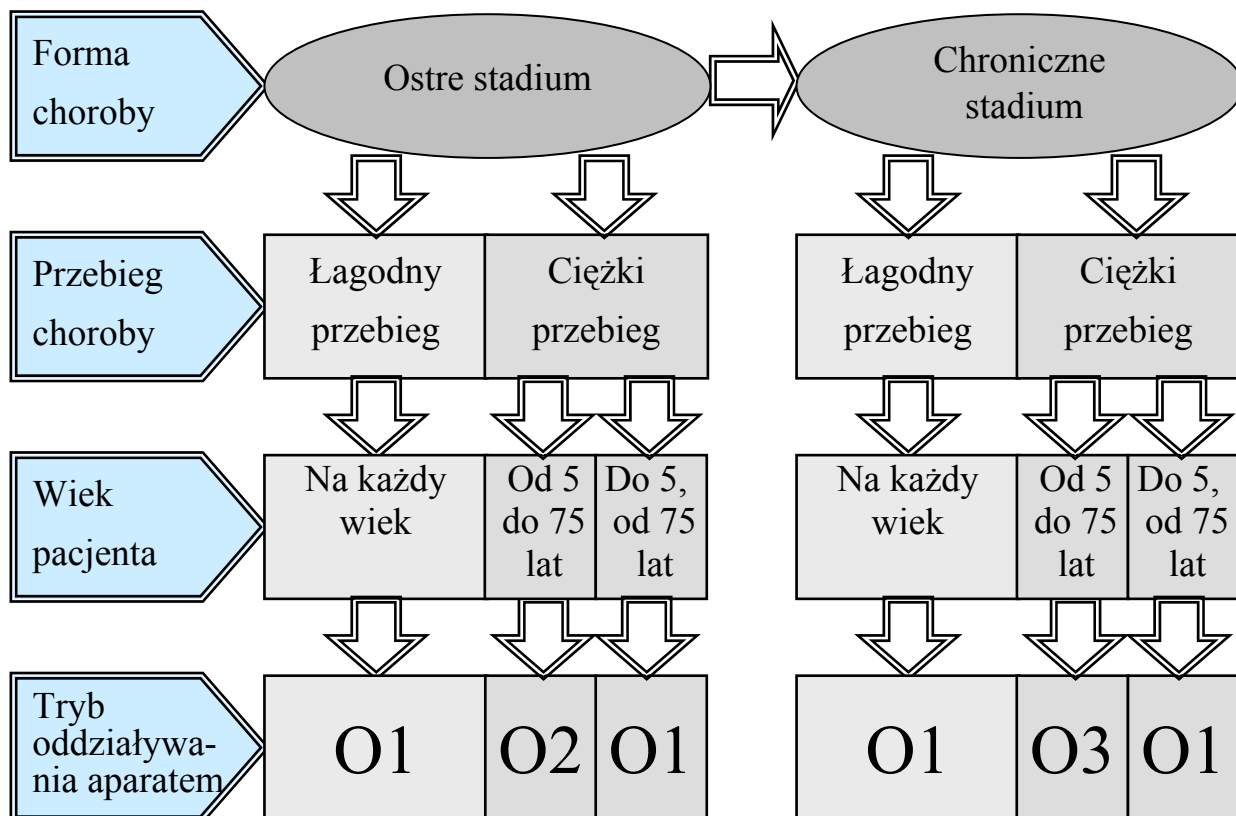 Forma
choroby
Ostre stadium
Chroniczne
stadium
Przebieg
choroby
Łagodny
przebieg
Ciężki
przebieg
Łagodny
przebieg
Ciężki
przebieg
Wiek
pacjenta
Na każdy
wiek
Od 5
do 75
lat
Do 5,
od 75
lat
Na każdy
wiek
Od 5
do 75
lat
Do 5,
od 75
lat
Tryb
oddziaływa-
nia aparatem
O1
O2
O1
O1
O3
O1